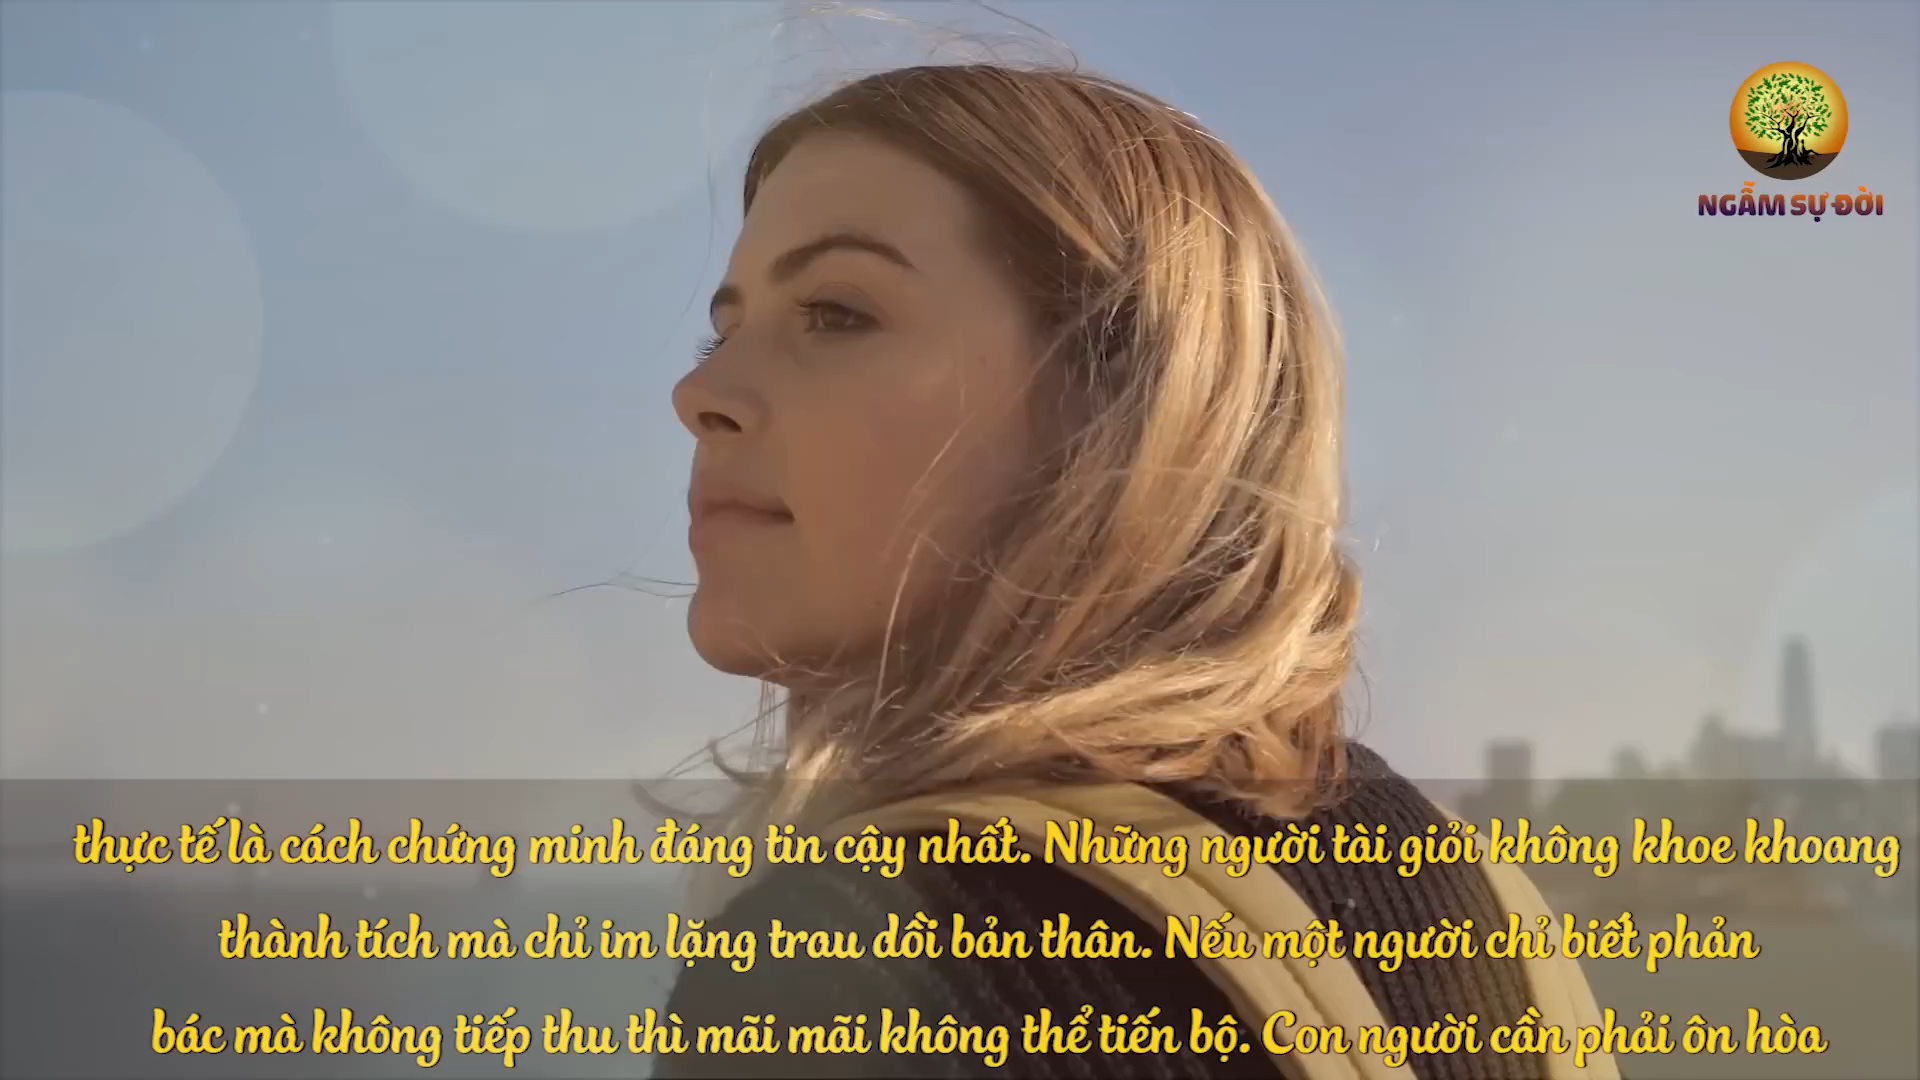 NGẪM SỰ ĐỜI
thực tế là cách chứng minh đáng tin cậy nhất. Những người tài giỏi không khoe khoang
thành tích mà chỉ im lặng trau dồi bản thân. Nếu một người chỉ biết phản
bác mà không tiếp thu thì mãi mãi không thể tiến bộ. Con người cần phải ôn hòa